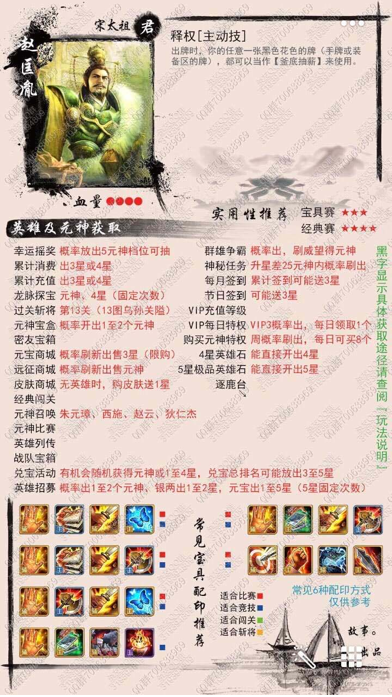 宋太祖 君
赵匡胤
释权[主动技]
出牌时，你的任意一张黑色花色的牌（手牌或装
备区的牌），都可以当作【釜底抽薪】来使用。
血量
实用性推荐 宝具赛 ★★★
经典赛 ★★★★
英雄及元神获取
幸运摇奖 概率放出5元神档位可抽
累计消费 出3星或4星
累计充值 出3星或4星
龙脉探宝 元神、4星（固定次数）
过关斩将 第13关（13图乌孙关隘）
元神宝盒 概率开出1至2个元神
密友宝箱
元宝商城 概率刷新出售3星（限购）
远征商城 概率刷新出售元神
皮肤商城 无英雄时，购皮肤送1星
经典闯关
元神召唤 朱元璋、西施、赵云、狄仁杰
元神比赛
英雄列传
战队宝箱
兑宝活动 有机会随机获得元神或1至4星，兑宝总排名可能放出3至5星
英雄招募 概率出1至2个元神、银两出1至2星，元宝出1至5星（5星固定次数）
群雄争霸 概率出，刷威望得元神
神秘任务 升星差25元神内概率刷出
每月签到 累计签到可能送3星
节日签到 可能送3星
VIP充值等级
VIP每日特权 VIP3概率出，每日领取1个
购买元神特权 周概率刷出，每日可买8个
4星英雄石 能直接开出4星
5星极品英雄石 能直接开出5星
逐鹿台
黑字显示具体获取途径请查阅「玩法说明」
常见宝具配印推荐
适合比赛
适合竞技
适合闯关
适合斩将
常见6种配印方式
仅供参考
故事。
出品